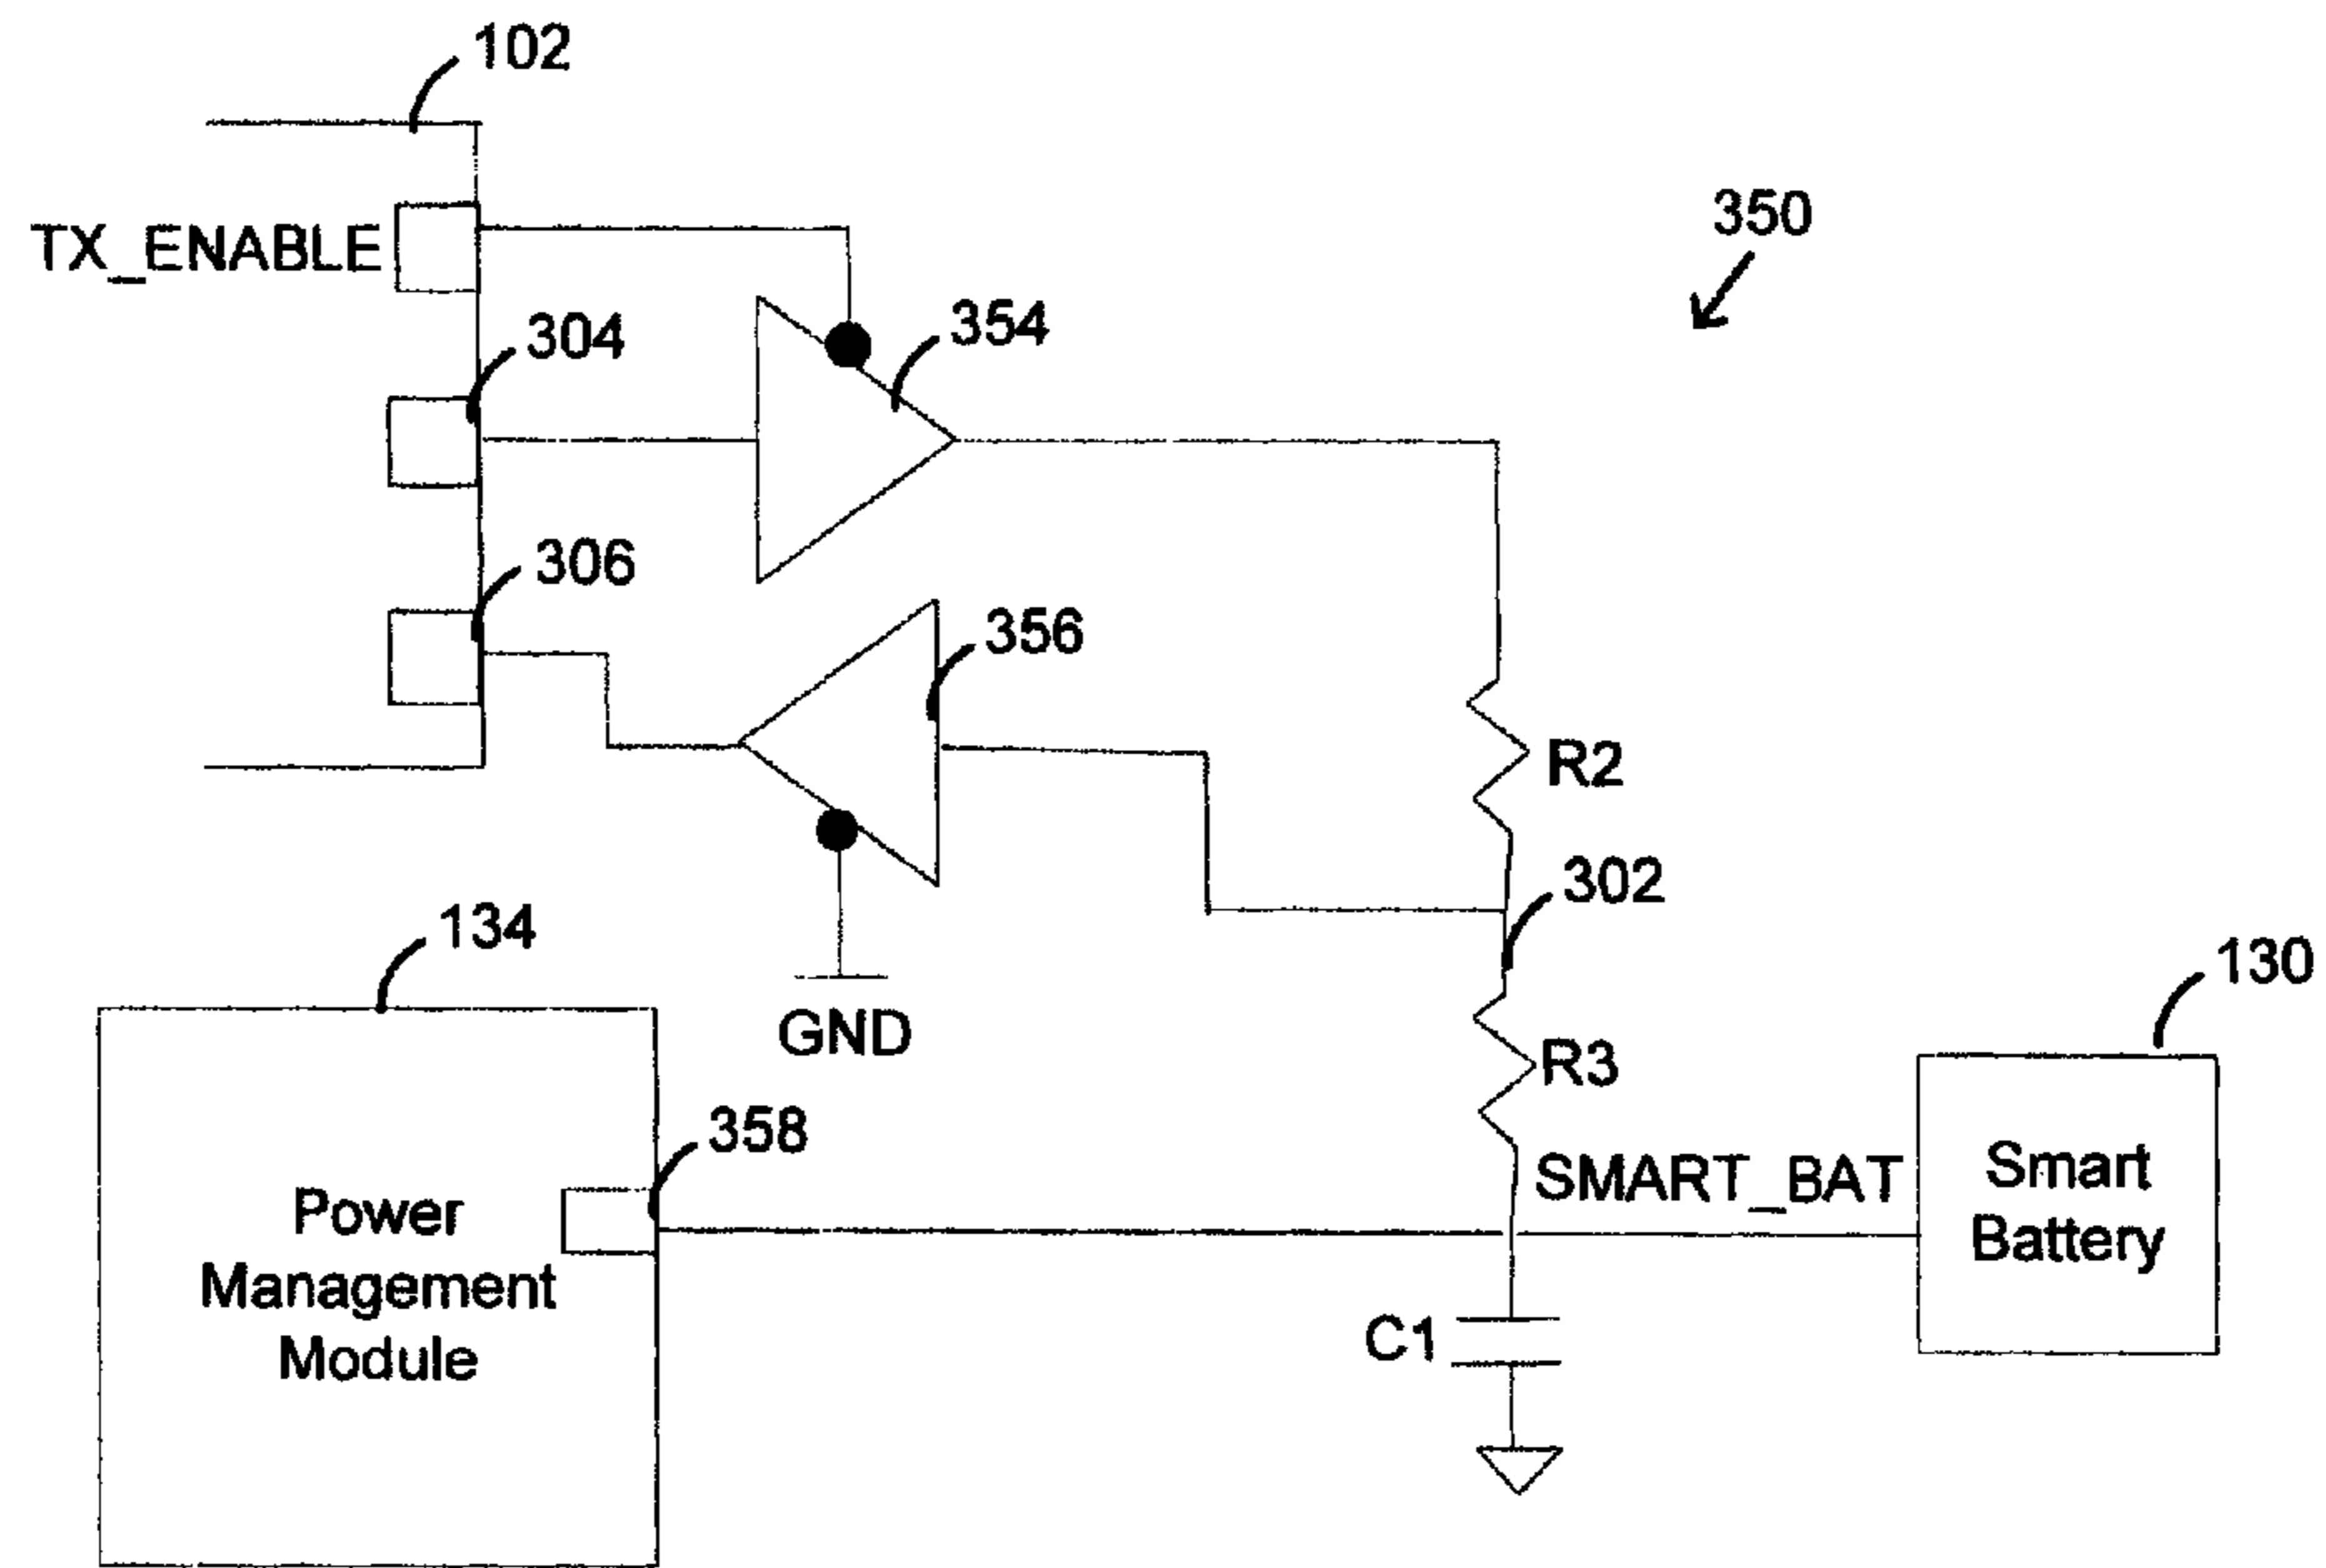 102
TX_ENABLE
350
304
354
306
356
R2
302
134
130
GND
R3
358
SMART_BAT
Smart
Battery
Power
Management
Module
C1